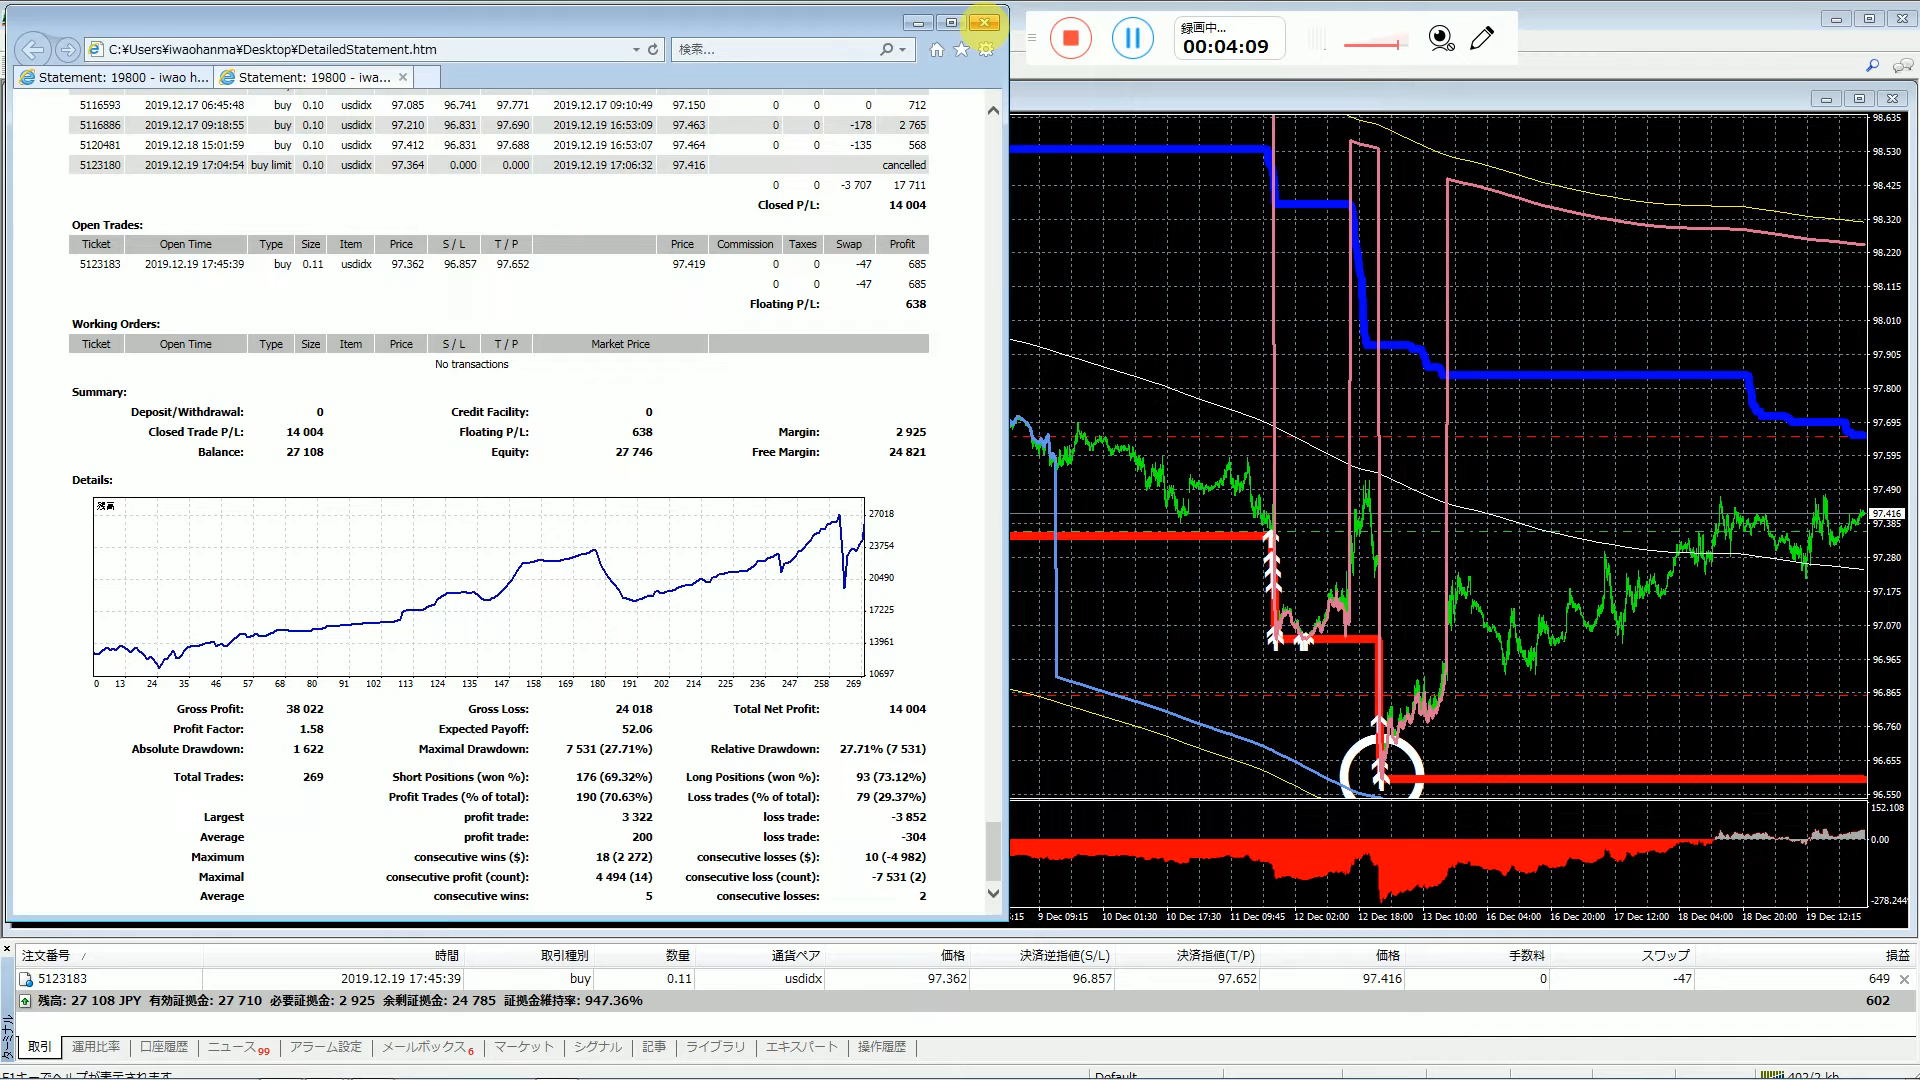 C:¥Users¥iwaohanma¥Desktop¥DetailedStatement.htm
検索...
Statement: 19800 - iwao h...
Statement: 19800 - iwa...
録画中...
00:04:09
5116593 2019.12.17 06:45:48 buy 0.10 usdidx 97.085 96.741 97.771 2019.12.17 09:10:49 97.150 0 0 0 712
5116886 2019.12.17 09:18:55 buy 0.10 usdidx 97.210 96.831 97.690 2019.12.19 16:53:09 97.463 0 0 -178 2 765
5120481 2019.12.18 15:01:59 buy 0.10 usdidx 97.412 96.831 97.688 2019.12.19 16:53:07 97.464 0 0 -135 568
5123180 2019.12.19 17:04:54 buy limit 0.10 usdidx 97.364 0.000 0.000 2019.12.19 17:06:32 97.416 cancelled
0 0 -3 707 17 711
Closed P/L: 14 004
Open Trades:
Ticket Open Time Type Size Item Price S / L T / P Price Commission Taxes Swap Profit
5123183 2019.12.19 17:45:39 buy 0.11 usdidx 97.362 96.857 97.652 97.419 0 0 -47 685
0 0 -47 685
Floating P/L: 638
Working Orders:
Ticket Open Time Type Size Item Price S / L T / P Market Price
No transactions
Summary:
Deposit/Withdrawal: 0 Credit Facility: 0
Closed Trade P/L: 14 004 Floating P/L: 638 Margin: 2 925
Balance: 27 108 Equity: 27 746 Free Margin: 24 821
Details:
残高
27018
23754
20490
17225
13961
10697
0 13 24 35 46 57 68 80 91 102 113 124 135 147 158 169 180 191 202 214 225 236 247 258 269
Gross Profit: 38 022 Gross Loss: 24 018 Total Net Profit: 14 004
Profit Factor: 1.58 Expected Payoff: 52.06
Absolute Drawdown: 1 622 Maximal Drawdown: 7 531 (27.71%) Relative Drawdown: 27.71% (7 531)
Total Trades: 269 Short Positions (won %): 176 (69.32%) Long Positions (won %): 93 (73.12%)
Profit Trades (% of total): 190 (70.63%) Loss trades (% of total): 79 (29.37%)
Largest profit trade: 3 322 loss trade: -3 852
Average profit trade: 200 loss trade: -304
Maximum consecutive wins ($): 18 (2 272) consecutive losses ($): 10 (-4 982)
Maximal consecutive profit (count): 4 494 (14) consecutive loss (count): -7 531 (2)
Average consecutive wins: 5 consecutive losses: 2
98.635
98.530
98.425
98.320
98.220
98.115
98.010
97.905
97.800
97.695
97.595
97.490
97.416
97.385
97.280
97.175
97.070
96.965
96.865
96.760
96.655
96.550
152.108
0.00
-278.2449
:15 9 Dec 09:15 10 Dec 01:30 10 Dec 17:30 11 Dec 09:45 12 Dec 02:00 12 Dec 18:00 13 Dec 10:00 16 Dec 04:00 16 Dec 20:00 17 Dec 12:00 18 Dec 04:00 18 Dec 20:00 19 Dec 12:15
注文番号 時間 取引種別 数量 通貨ペア 価格 決済逆指値(S/L) 決済指値(T/P) 価格 手数料 スワップ 損益
5123183 2019.12.19 17:45:39 buy 0.11 usdidx 97.362 96.857 97.652 97.416 0 -47 649
残高: 27 108 JPY 有効証拠金: 27 710 必要証拠金: 2 925 余剰証拠金: 24 785 証拠金維持率: 947.36% 602
ターミナル
取引 運用比率 口座履歴 ニュース 99 アラーム設定 メールボックス 6 マーケット シグナル 記事 ライブラリ エキスパート 操作履歴
F1キーでヘルプが表示されます
Default
402/2 kb